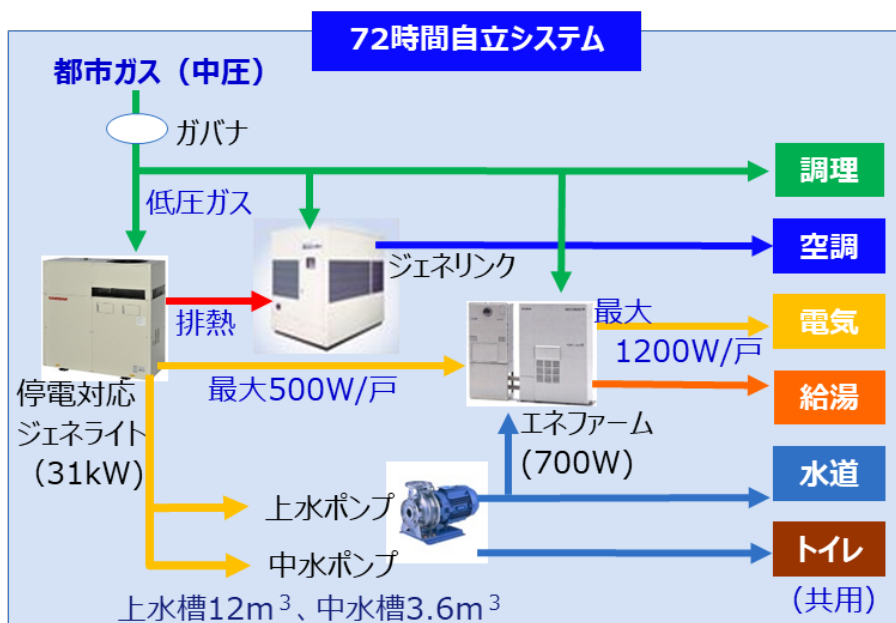 72時間自立システム
都市ガス（中圧）
ガバナ
調理
低圧ガス
空調
ジェネリンク
排熱
最大
電気
1200W/戸
最大500W/戸
給湯
停電対応
ジェネライト
（31kW）
エネファーム
(700W)
水道
上水ポンプ
トイレ
中水ポンプ
（共用）
上水槽12m³、中水槽3.6m³